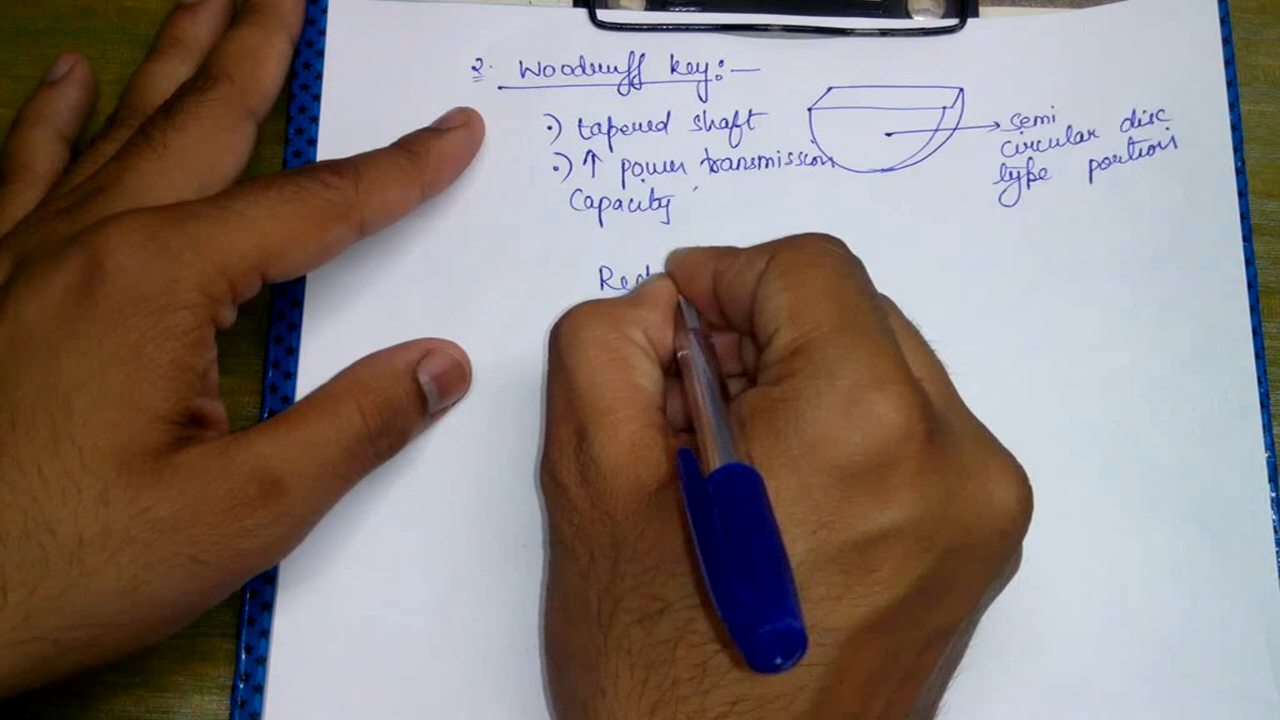 2. Woodruff key:-
•) tapered shaft
•) ↑ power transmission
capacity
semi
circular disc
type portion